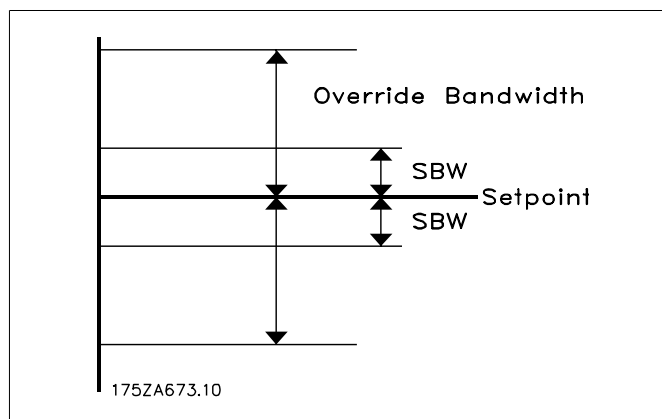 Override Bandwidth
SBW
Setpoint
SBW
175ZA673.10